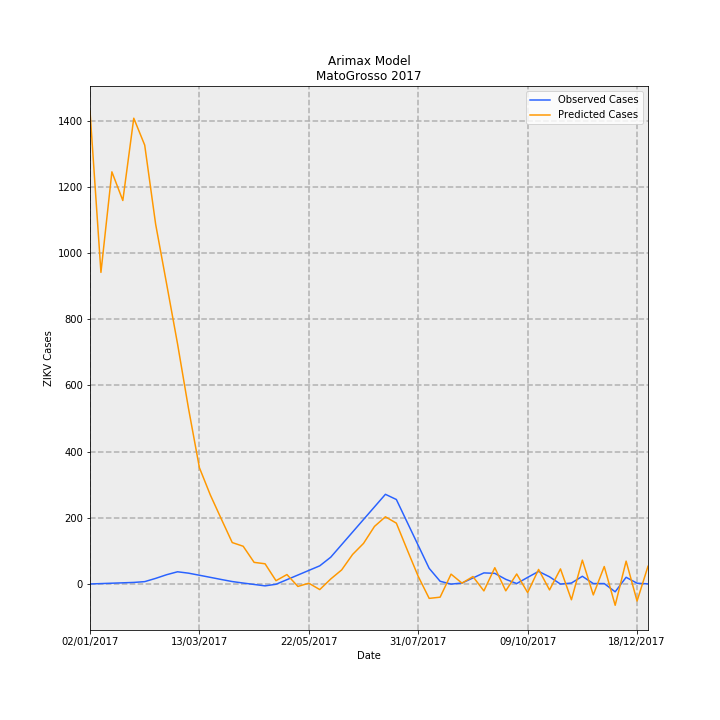 Arimax Model
MatoGrosso 2017
Observed Cases
Predicted Cases
1400
1200
1000
800
600
400
200
0
ZIKV Cases
02/01/2017
13/03/2017
22/05/2017
31/07/2017
09/10/2017
18/12/2017
Date